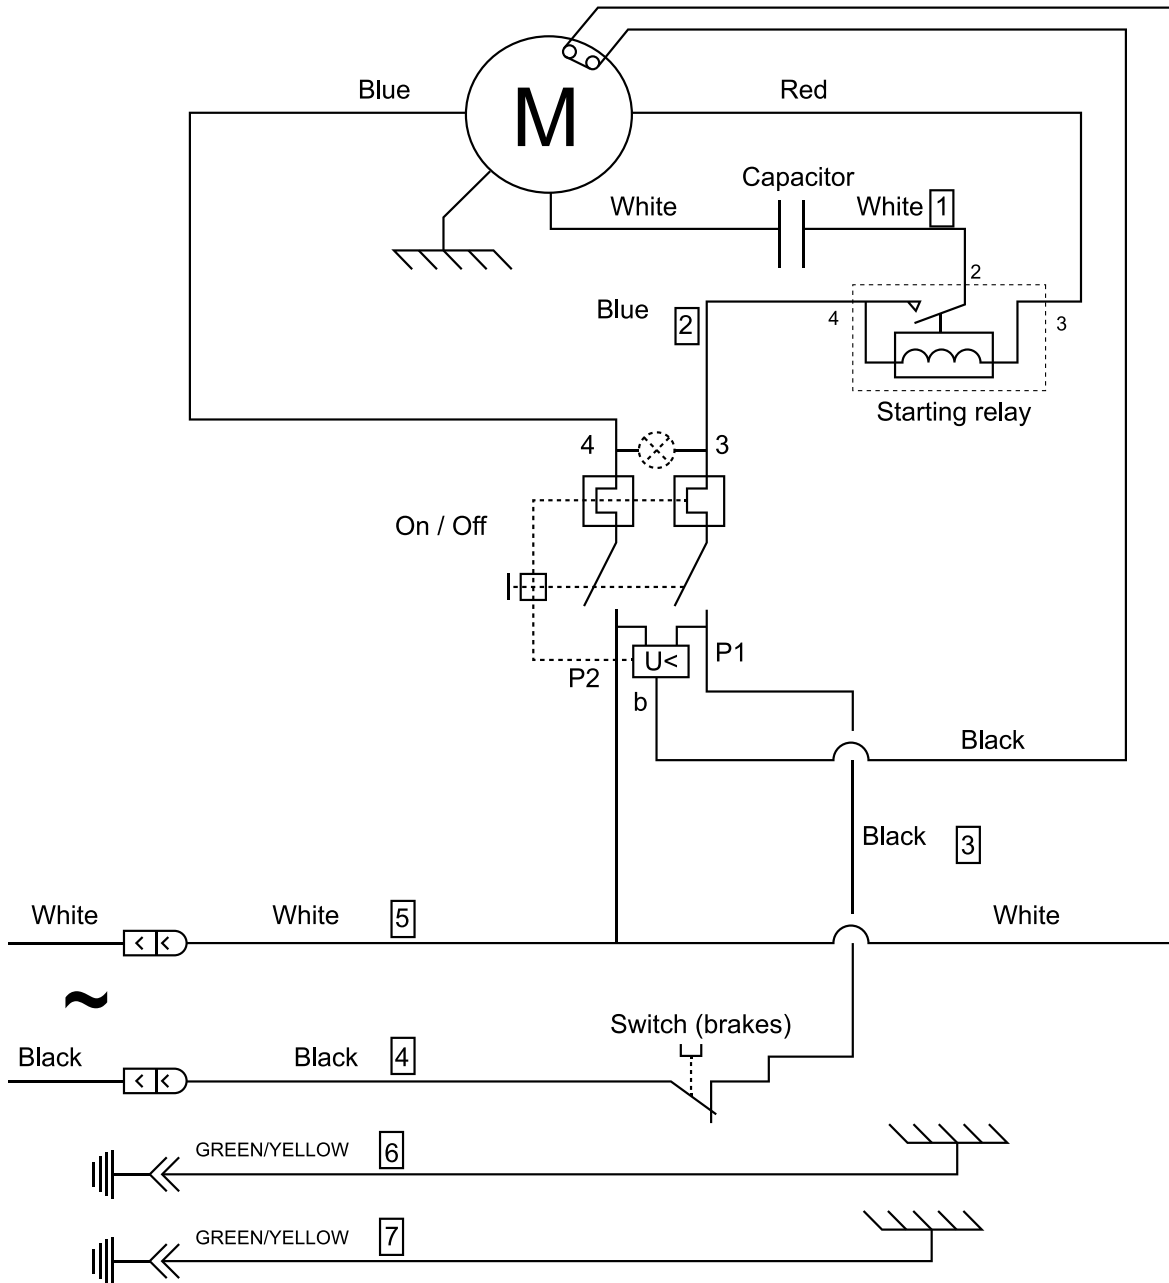 Blue
M
Red
Capacitor
White
White 1
2
Blue
2
4
3
Starting relay
4
3
On / Off
U<
P1
P2
b
Black
Black
3
White
White
5
White
~
Switch (brakes)
Black
Black
4
GREEN/YELLOW
6
GREEN/YELLOW
7